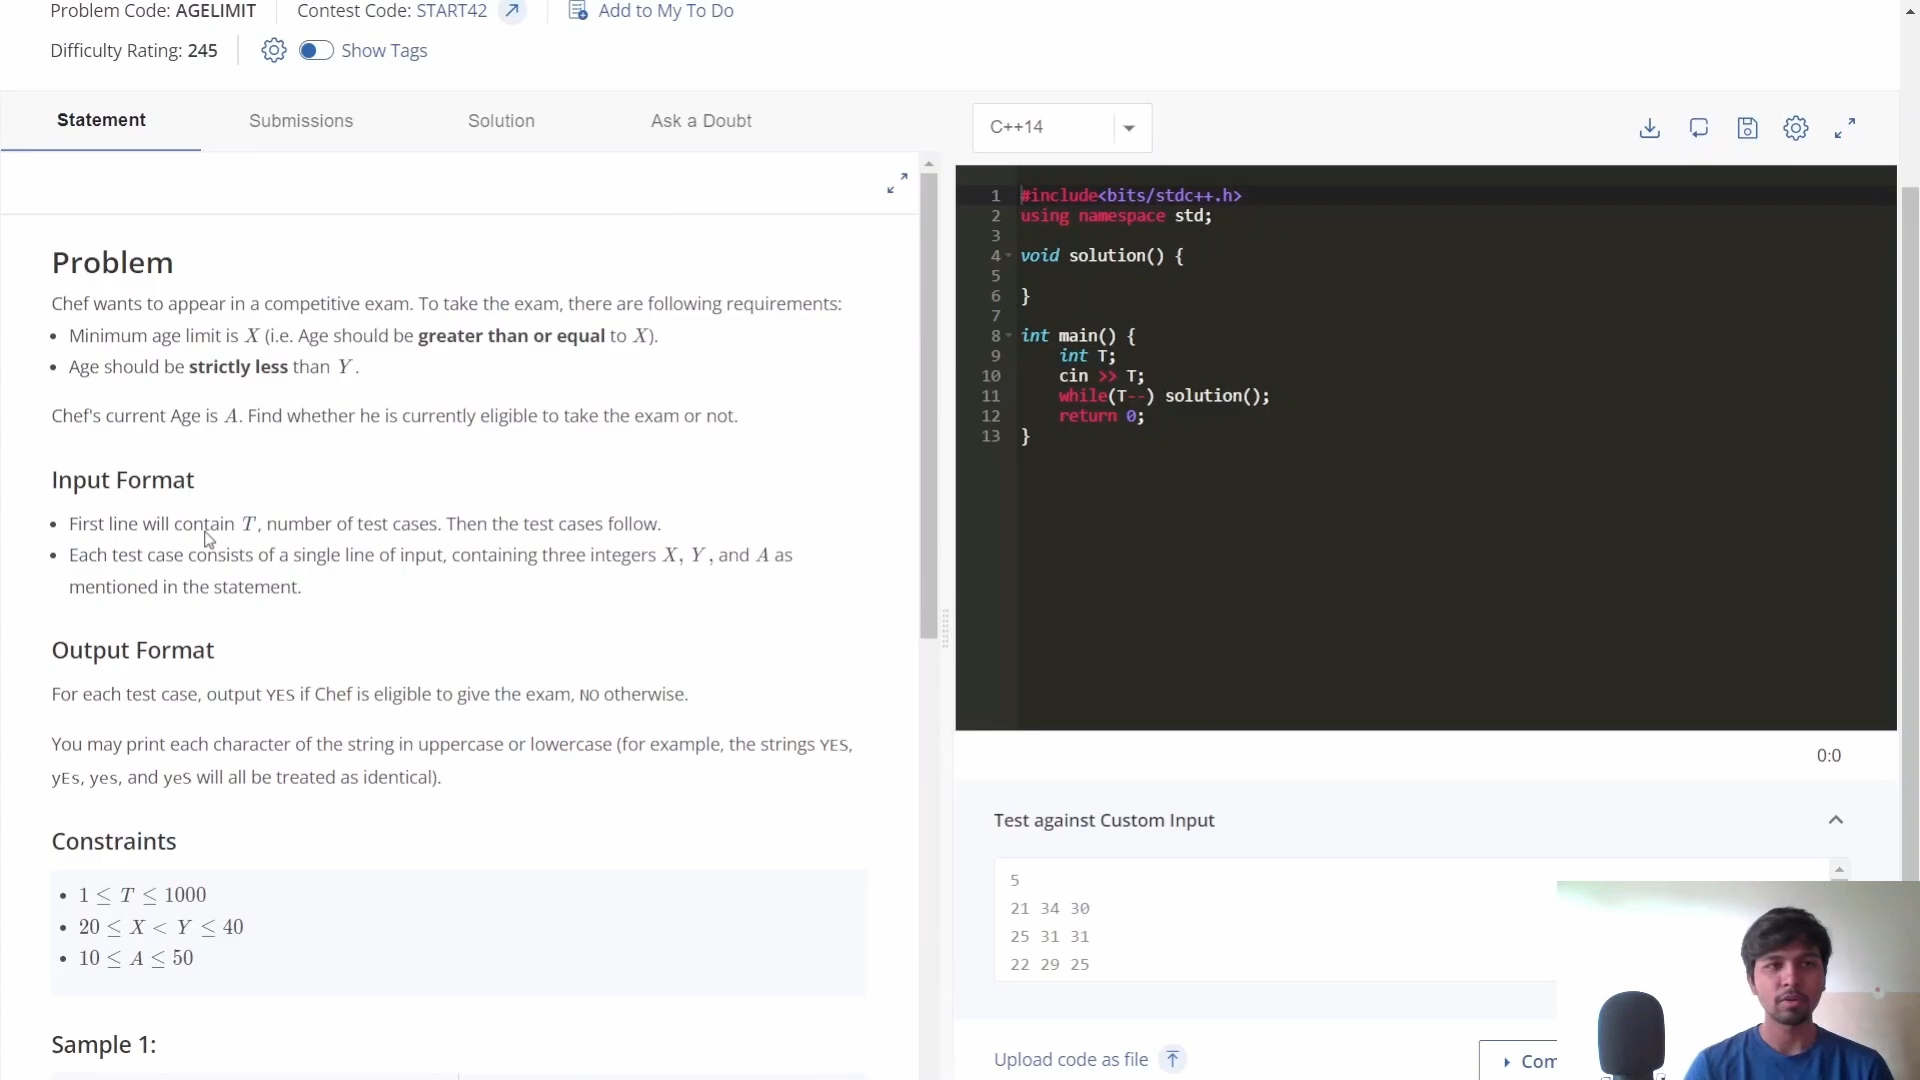 Problem Code: AGELIMIT Contest Code: START42 Add to My To Do
Difficulty Rating: 245 Show Tags
Statement Submissions Solution Ask a Doubt
C++14
Problem
Chef wants to appear in a competitive exam. To take the exam, there are following requirements:
• Minimum age limit is X (i.e. Age should be greater than or equal to X).
• Age should be strictly less than Y.
Chef's current Age is A. Find whether he is currently eligible to take the exam or not.
Input Format
• First line will contain T, number of test cases. Then the test cases follow.
• Each test case consists of a single line of input, containing three integers X, Y, and A as
mentioned in the statement.
Output Format
For each test case, output YES if Chef is eligible to give the exam, NO otherwise.
You may print each character of the string in uppercase or lowercase (for example, the strings YES,
yEs, yes, and yeS will all be treated as identical).
Constraints
• 1 ≤ T ≤ 1000
• 20 ≤ X < Y ≤ 40
• 10 ≤ A ≤ 50
Sample 1:
1 #include<bits/stdc++.h>
2 using namespace std;
3
4 void solution() {
5
6 }
7
8 int main() {
9 int T;
10 cin >> T;
11 while(T--) solution();
12 return 0;
13 }
0:0
Test against Custom Input
5
21 34 30
25 31 31
22 29 25
Upload code as file
Com